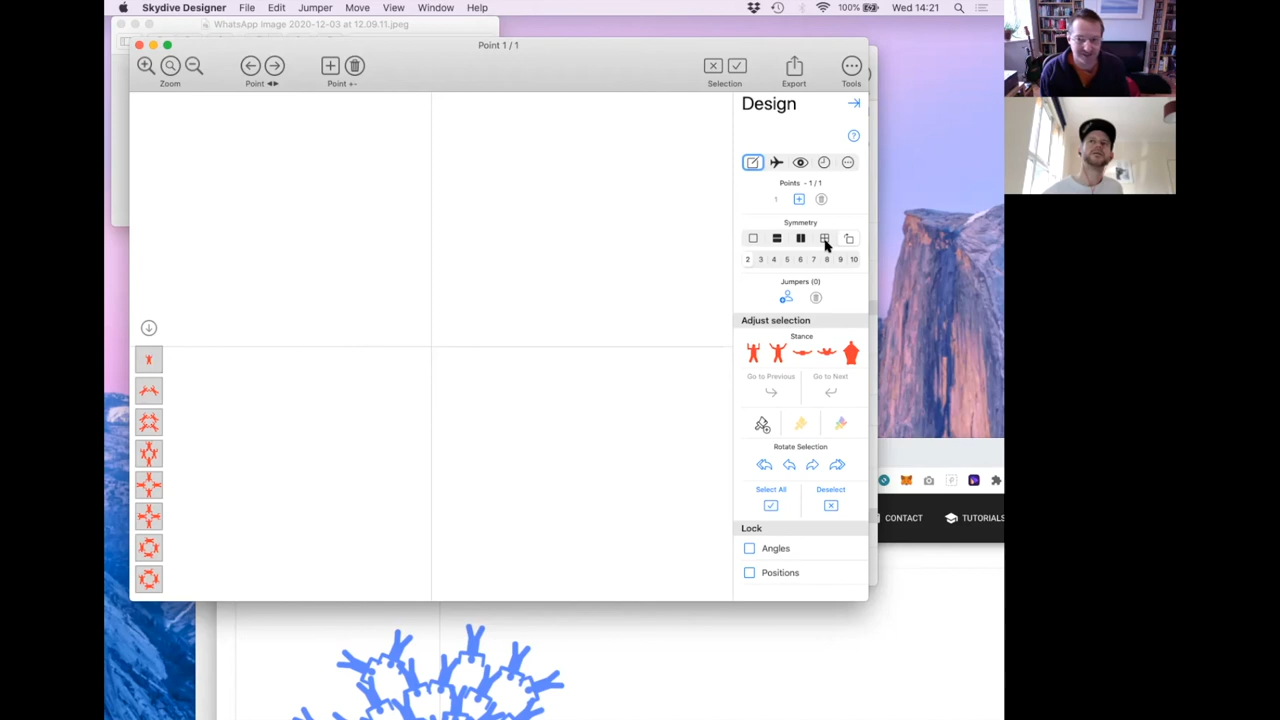 Skydive Designer File Edit Jumper Move View Window Help 100% Wed 14:21
WhatsApp Image 2020-12-03 at 12.09.11.jpeg
Point 1 / 1
Zoom Point Point +- Selection Export Tools
Design
Points - 1 / 1
1
Symmetry
2 3 4 5 6 7 8 9 10
Jumpers (0)
Adjust selection
Stance
Go to Previous Go to Next
Rotate Selection
Select All Deselect
Lock
Angles
Positions
CONTACT TUTORIALS